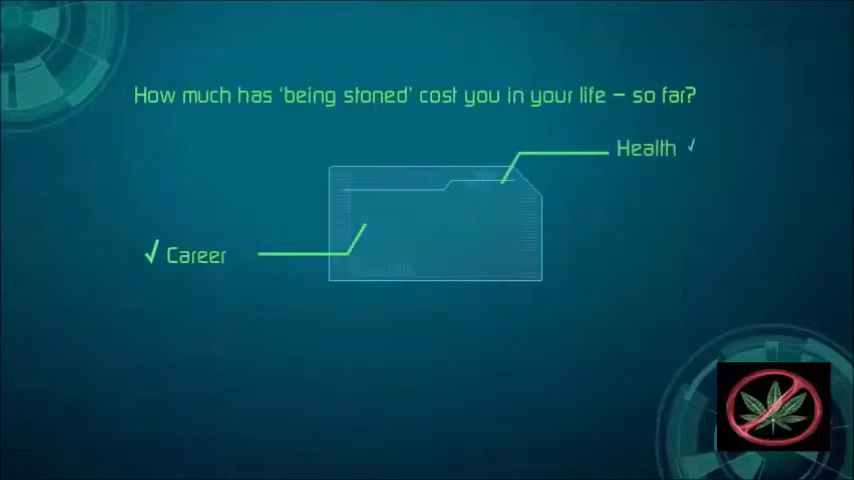 How much has ‘being stoned’ cost you in your life – so far?
Health ✓
✓ Career